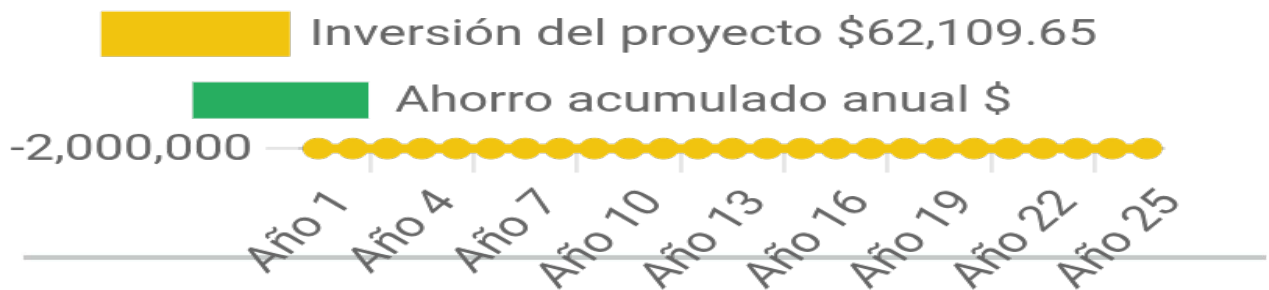 Inversión del proyecto $62,109.65
Ahorro acumulado anual $
-2,000,000
Año 1
Año 4
Año 7
Año 10
Año 13
Año 16
Año 19
Año 22
Año 25